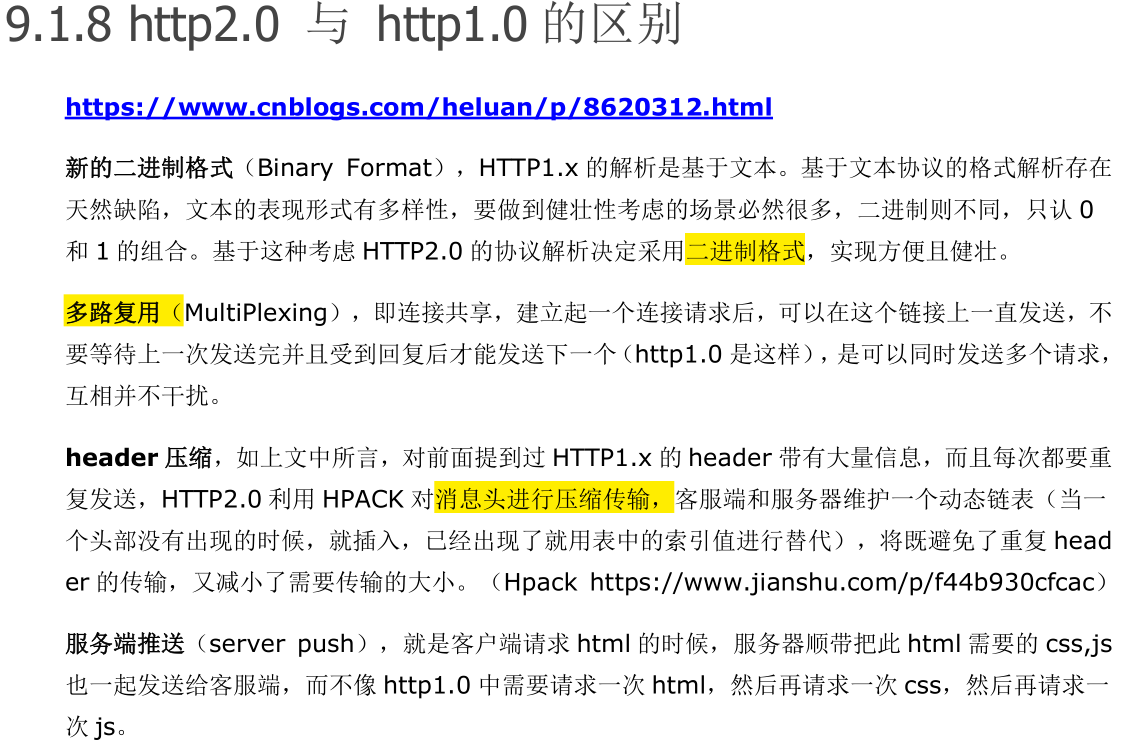 9.1.8 http2.0 与 http1.0 的区别
https://www.cnblogs.com/heluan/p/8620312.html
新的二进制格式（Binary Format），HTTP1.x 的解析是基于文本。基于文本协议的格式解析存在
天然缺陷，文本的表现形式有多样性，要做到健壮性考虑的场景必然很多，二进制则不同，只认 0
和 1 的组合。基于这种考虑 HTTP2.0 的协议解析决定采用二进制格式，实现方便且健壮。
多路复用（MultiPlexing），即连接共享，建立起一个连接请求后，可以在这个链接上一直发送，不
要等待上一次发送完并且受到回复后才能发送下一个（http1.0 是这样），是可以同时发送多个请求，
互相并不干扰。
header 压缩，如上文中所言，对前面提到过 HTTP1.x 的 header 带有大量信息，而且每次都要重
复发送，HTTP2.0 利用 HPACK 对消息头进行压缩传输，客服端和服务器维护一个动态链表（当一
个头部没有出现的时候，就插入，已经出现了就用表中的索引值进行替代），将既避免了重复 head
er 的传输，又减小了需要传输的大小。（Hpack https://www.jianshu.com/p/f44b930cfcac）
服务端推送（server push），就是客户端请求 html 的时候，服务器顺带把此 html 需要的 css,js
也一起发送给客服端，而不像 http1.0 中需要请求一次 html，然后再请求一次 css，然后再请求一
次 js。